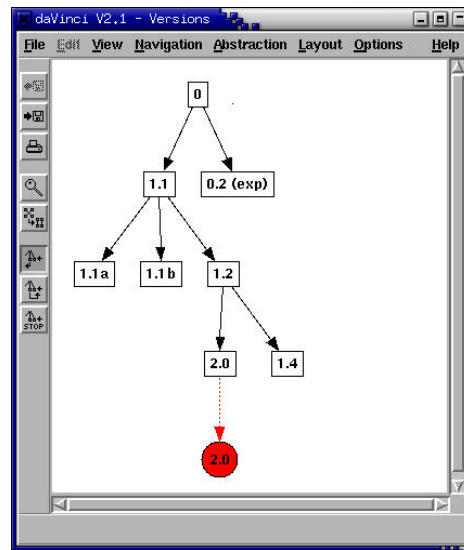 daVinci V2.1 - Versions
File Edit View Navigation Abstraction Layout Options Help
0
1.1 0.2 (exp)
1.1a 1.1b 1.2
2.0 1.4
2.0
STOP